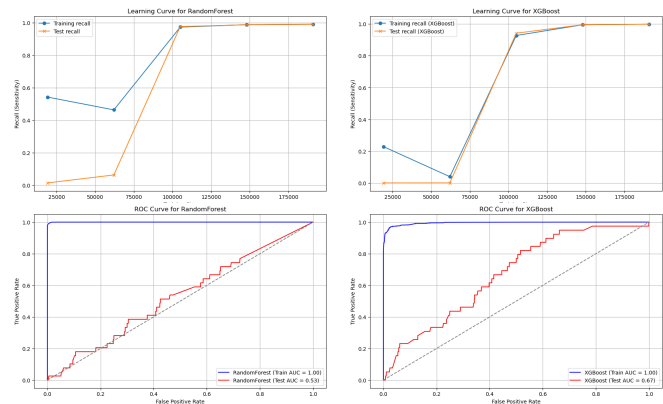 Learning Curve for RandomForest
Training recall
Test recall
Recall (Sensitivity)
1.0
0.8
0.6
0.4
0.2
0.0
25000 50000 75000 100000 125000 150000 175000
Learning Curve for XGBoost
Training recall (XGBoost)
Test recall (XGBoost)
Recall (Sensitivity)
1.0
0.8
0.6
0.4
0.2
0.0
25000 50000 75000 100000 125000 150000 175000
ROC Curve for RandomForest
True Positive Rate
1.0
0.8
0.6
0.4
0.2
0.0
RandomForest (Train AUC = 1.00)
RandomForest (Test AUC = 0.53)
0.0 0.2 0.4 0.6 0.8 1.0
False Positive Rate
ROC Curve for XGBoost
True Positive Rate
1.0
0.8
0.6
0.4
0.2
0.0
XGBoost (Train AUC = 1.00)
XGBoost (Test AUC = 0.67)
0.0 0.2 0.4 0.6 0.8 1.0
False Positive Rate